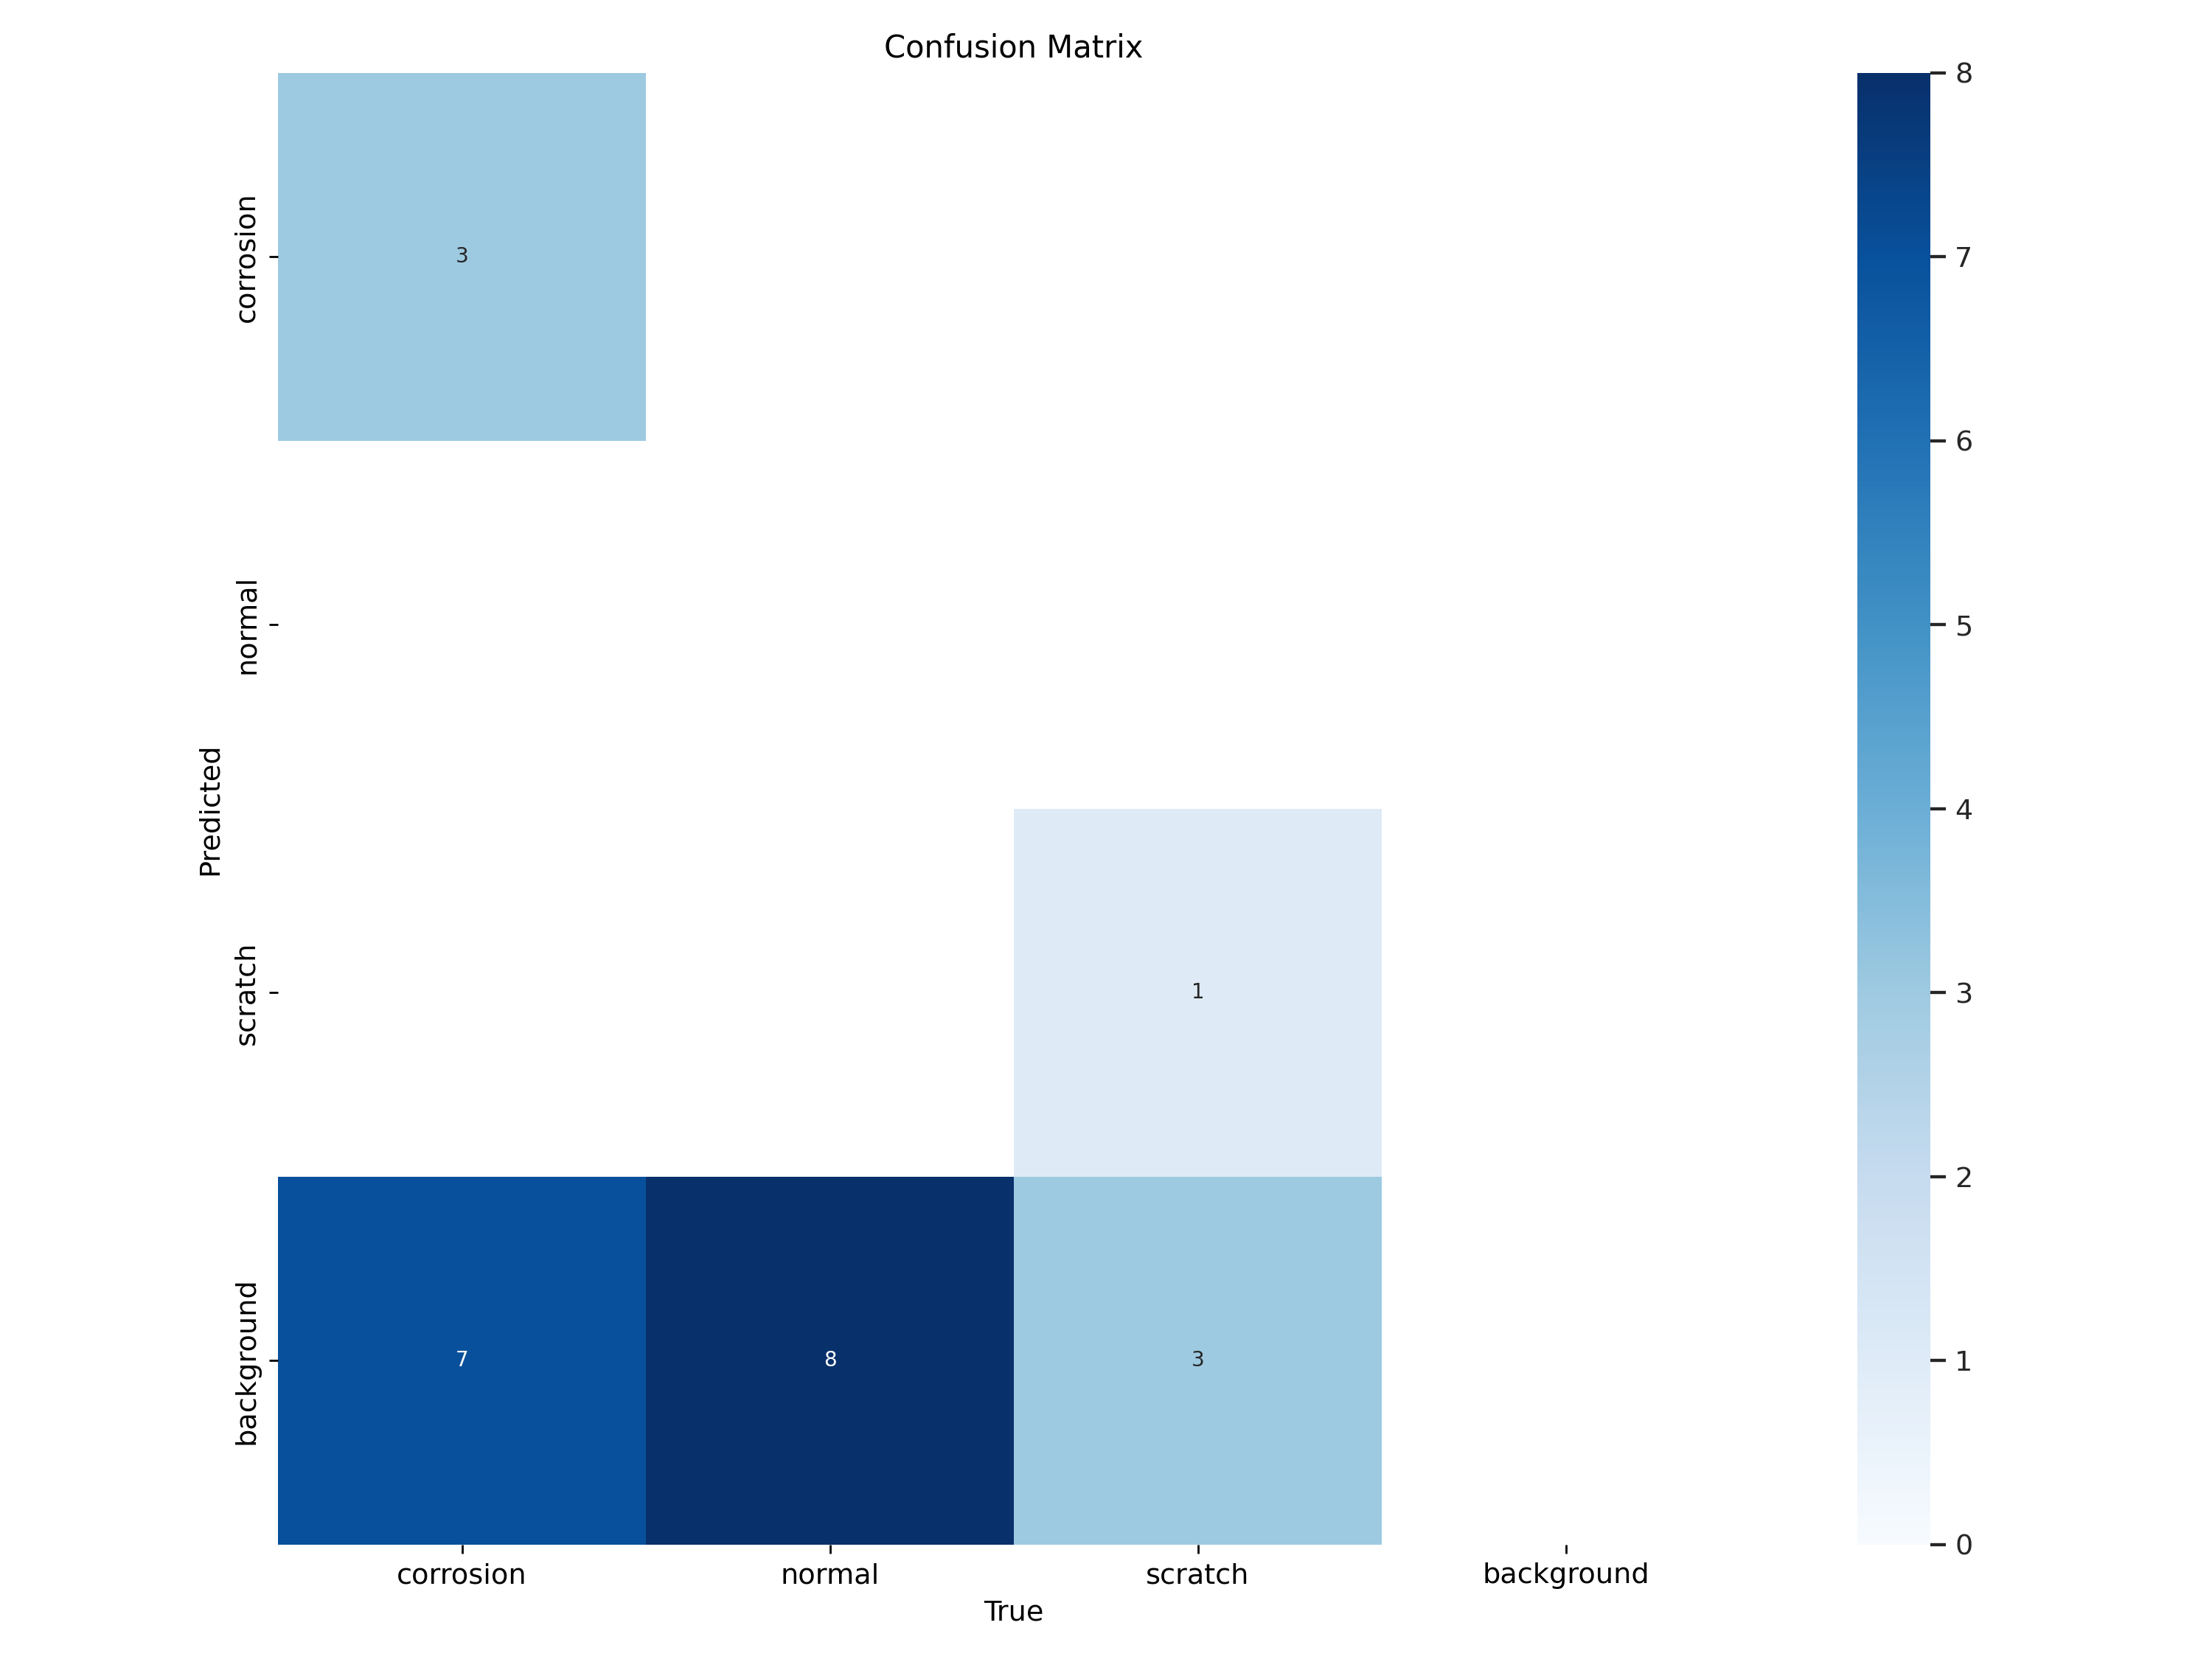 Confusion Matrix
8
7
6
5
4
3
2
1
0
Predicted
corrosion
normal
scratch
background
3
1
7 8 3
corrosion normal scratch background
True